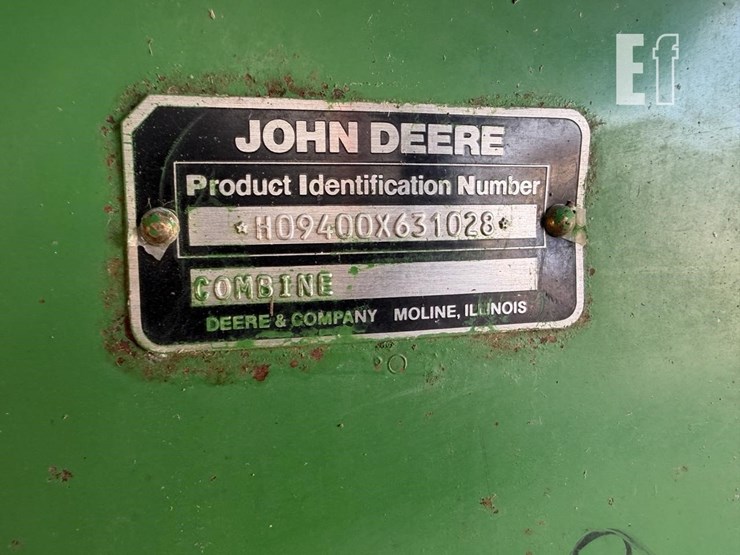 Ef
JOHN DEERE
Product Identification Number
*H09400X631028*
COMBINE
DEERE & COMPANY MOLINE, ILLINOIS